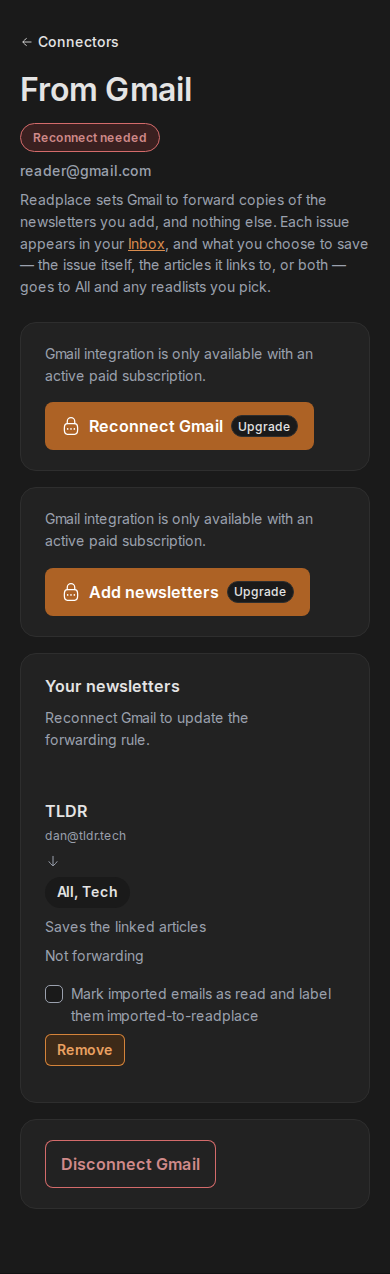 ← Connectors
From Gmail
Reconnect needed
reader@gmail.com
Readplace sets Gmail to forward copies of the
newsletters you add, and nothing else. Each issue
appears in your Inbox, and what you choose to save
— the issue itself, the articles it links to, or both —
goes to All and any readlists you pick.
Gmail integration is only available with an
active paid subscription.
Reconnect Gmail Upgrade
Gmail integration is only available with an
active paid subscription.
Add newsletters Upgrade
Your newsletters
Reconnect Gmail to update the
forwarding rule.
TLDR
dan@tldr.tech
↓
All, Tech
Saves the linked articles
Not forwarding
Mark imported emails as read and label
them imported-to-readplace
Remove
Disconnect Gmail